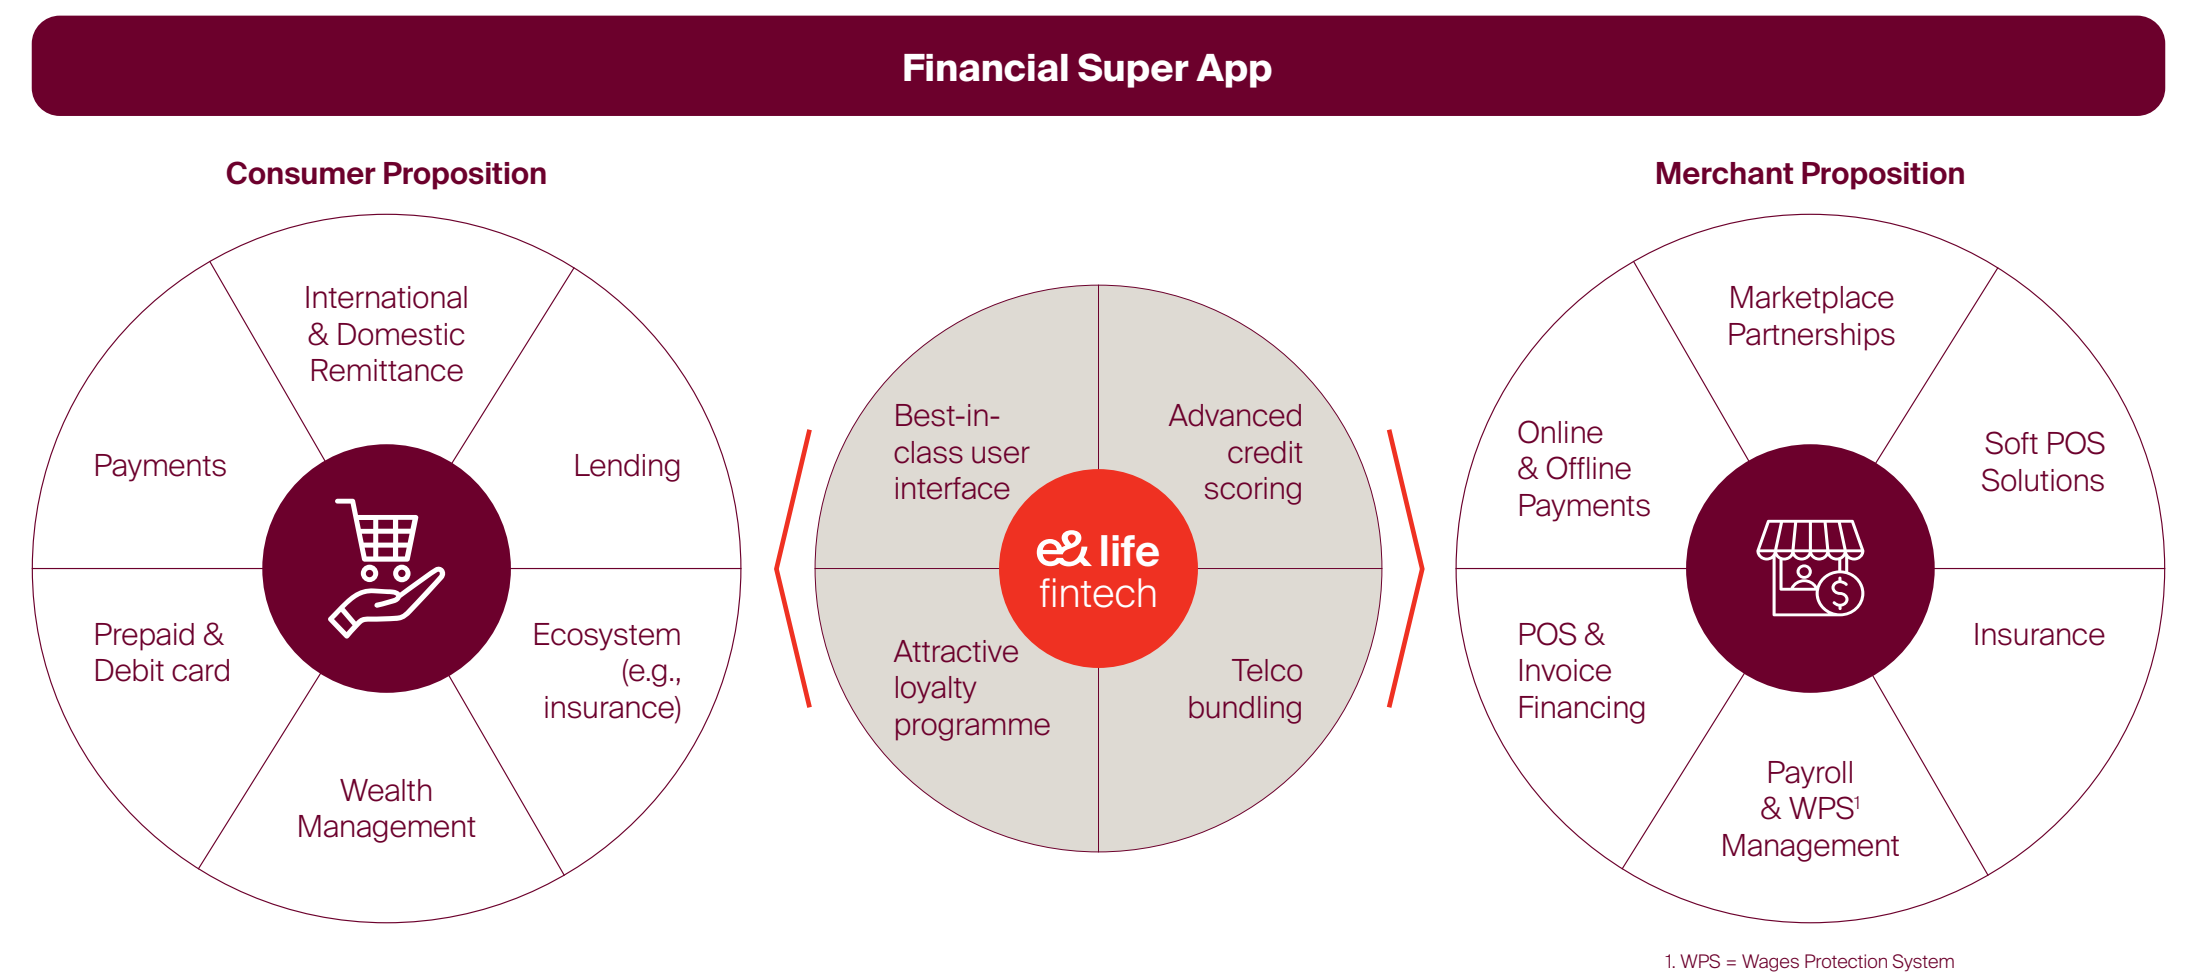 Financial Super App
Consumer Proposition
International
& Domestic
Remittance
Payments
Lending
Prepaid &
Debit card
Ecosystem
(e.g.,
insurance)
Wealth
Management
Best-in-
class user
interface
Advanced
credit
scoring
e& life
fintech
Attractive
loyalty
programme
Telco
bundling
Merchant Proposition
Marketplace
Partnerships
Online
& Offline
Payments
Soft POS
Solutions
POS &
Invoice
Financing
Insurance
Payroll
& WPS¹
Management
$
1. WPS = Wages Protection System